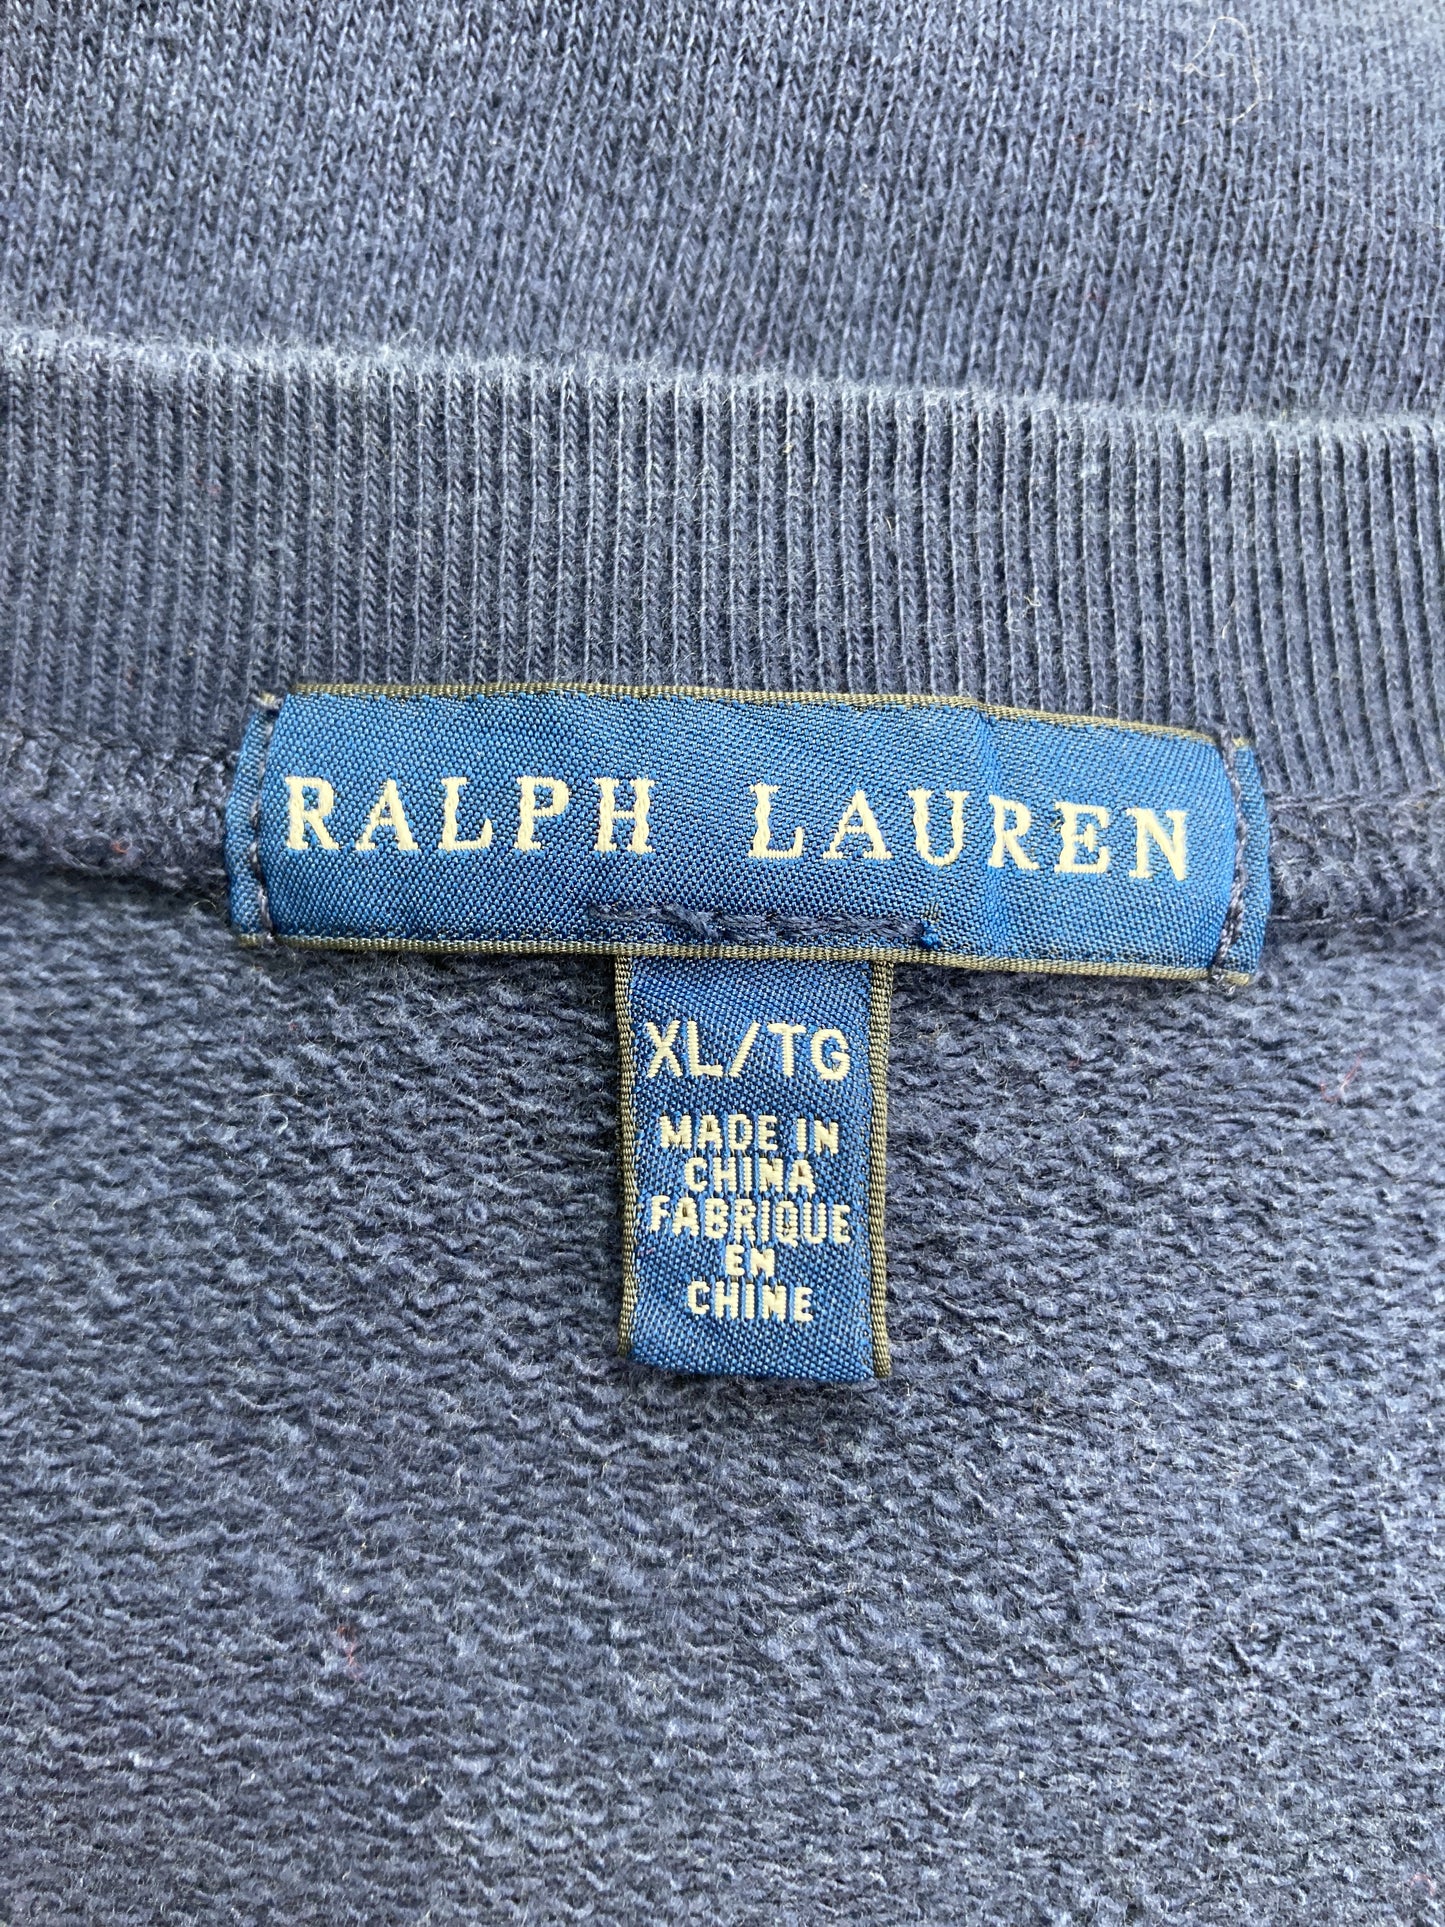 RALPH LAUREN
XL/TG
MADE IN
CHINA
FABRIQUE
EN
CHINE